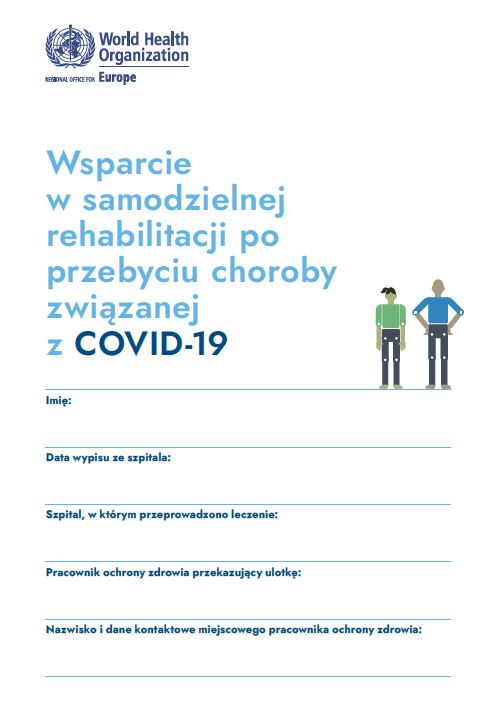 World Health
Organization
REGIONAL OFFICE FOR Europe
Wsparcie
w samodzielnej
rehabilitacji po
przebyciu choroby
związanej
z COVID-19
Imię:
Data wypisu ze szpitala:
Szpital, w którym przeprowadzono leczenie:
Pracownik ochrony zdrowia przekazujący ulotkę:
Nazwisko i dane kontaktowe miejscowego pracownika ochrony zdrowia: